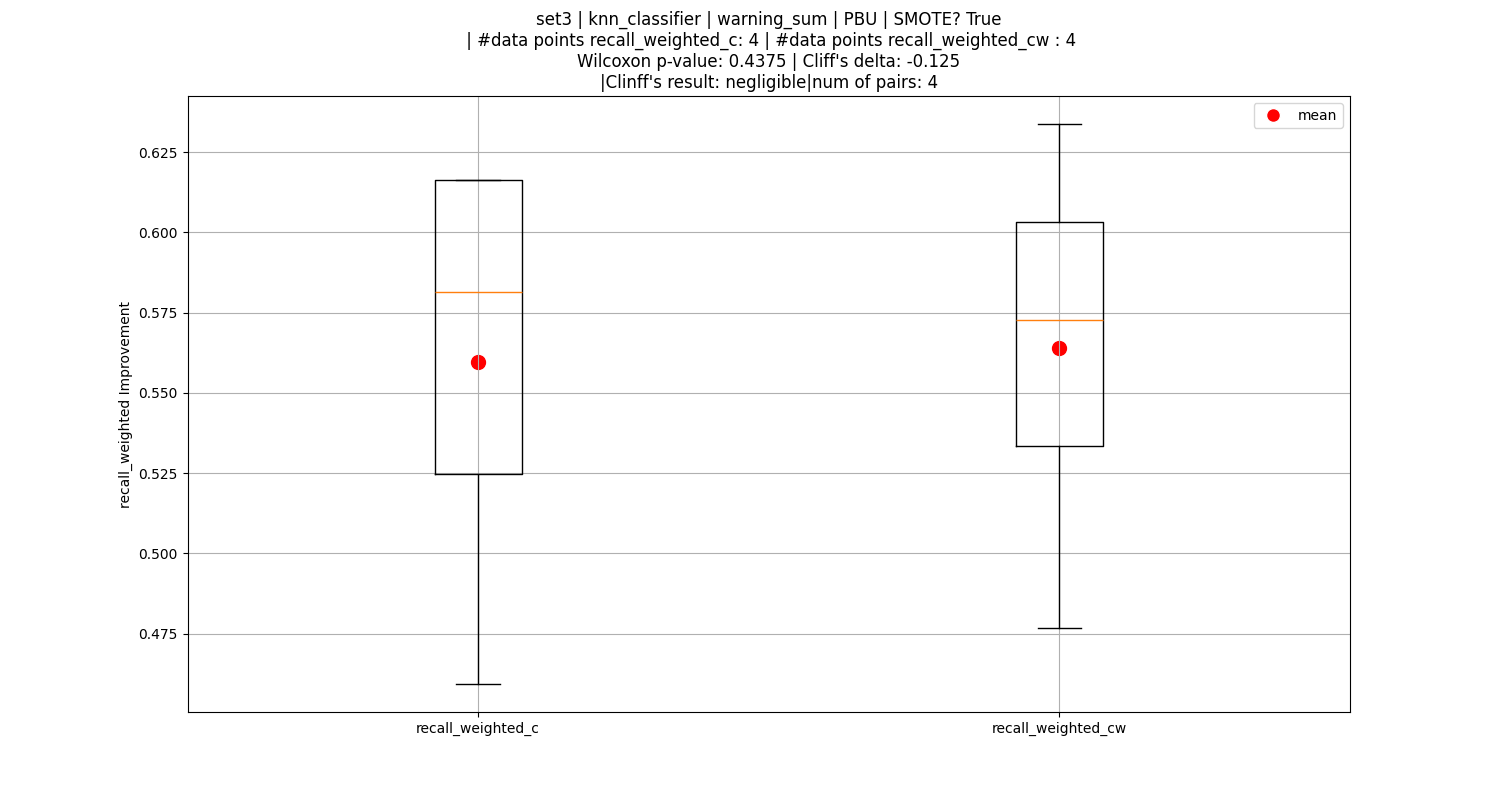 set3 | knn_classifier | warning_sum | PBU | SMOTE? True
| #data points recall_weighted_c: 4 | #data points recall_weighted_cw : 4
Wilcoxon p-value: 0.4375 | Cliff's delta: -0.125
|Clinff's result: negligible|num of pairs: 4
mean
0.625
0.600
0.575
0.550
0.525
0.500
0.475
recall_weighted Improvement
recall_weighted_c
recall_weighted_cw